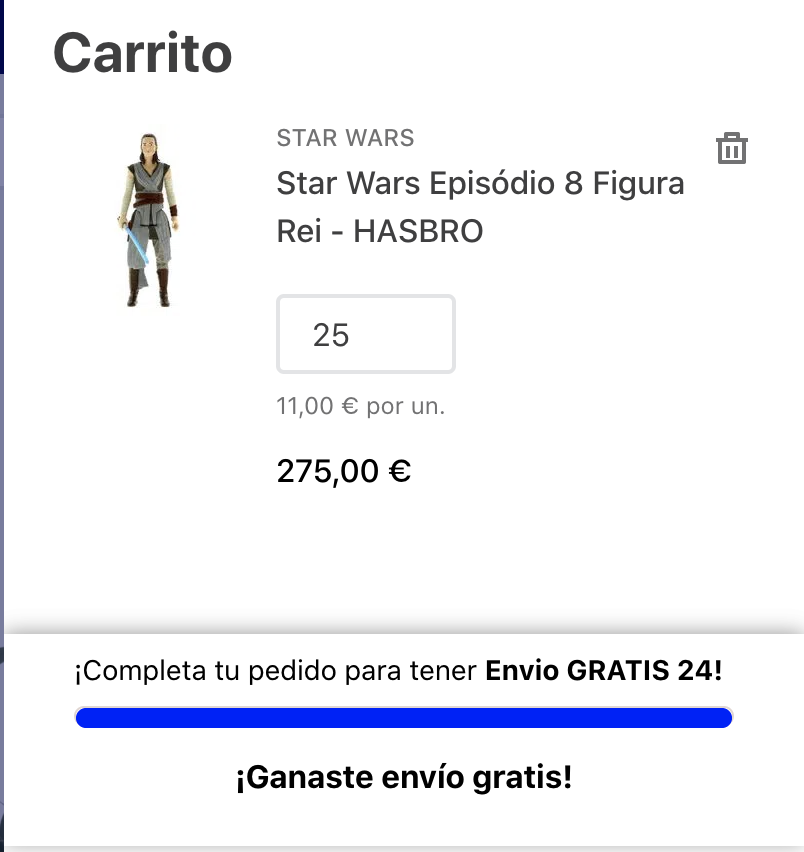 Carrito
STAR WARS
Star Wars Episódio 8 Figura
Rei - HASBRO
25
11,00 € por un.
275,00 €
¡Completa tu pedido para tener Envio GRATIS 24!
¡Ganaste envío gratis!